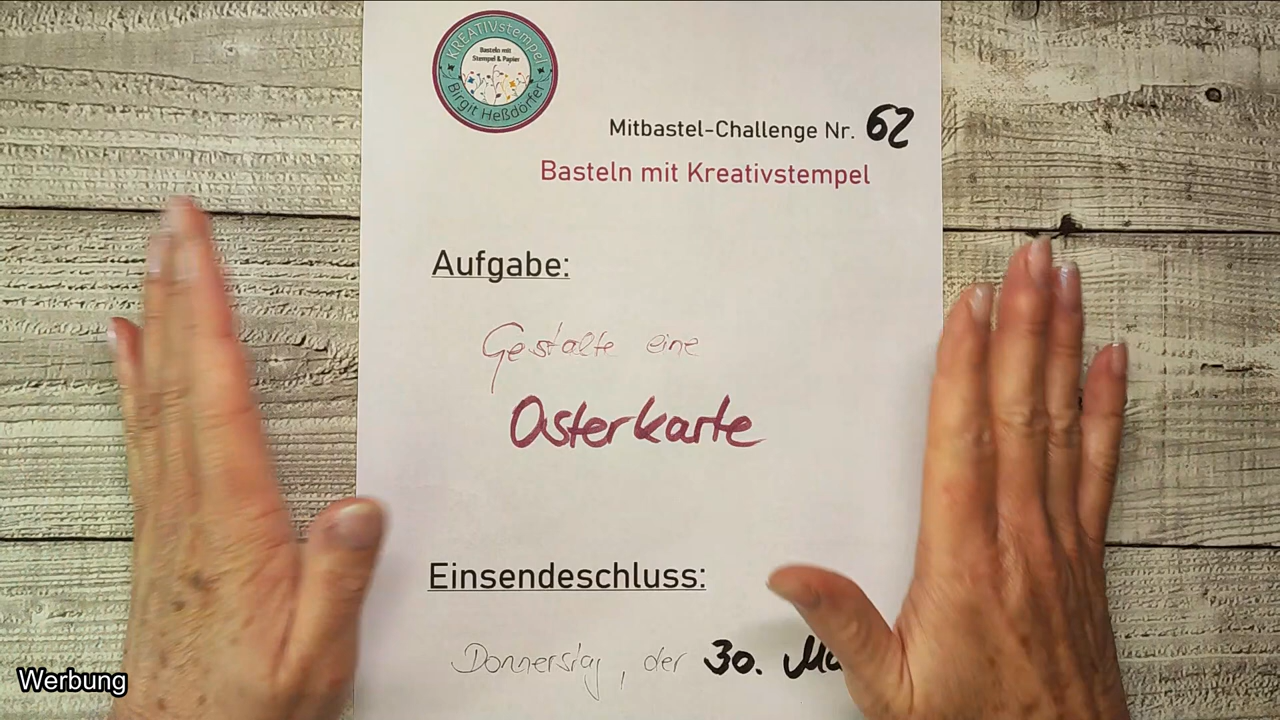 KREATIVstempel
Basteln mit
Stempel & Papier
Birgit Heßdörfer
Mitbastel-Challenge Nr. 62
Basteln mit Kreativstempel
Aufgabe:
Gestalte eine
Osterkarte
Einsendeschluss:
Donnerstag, der 30.
Werbung